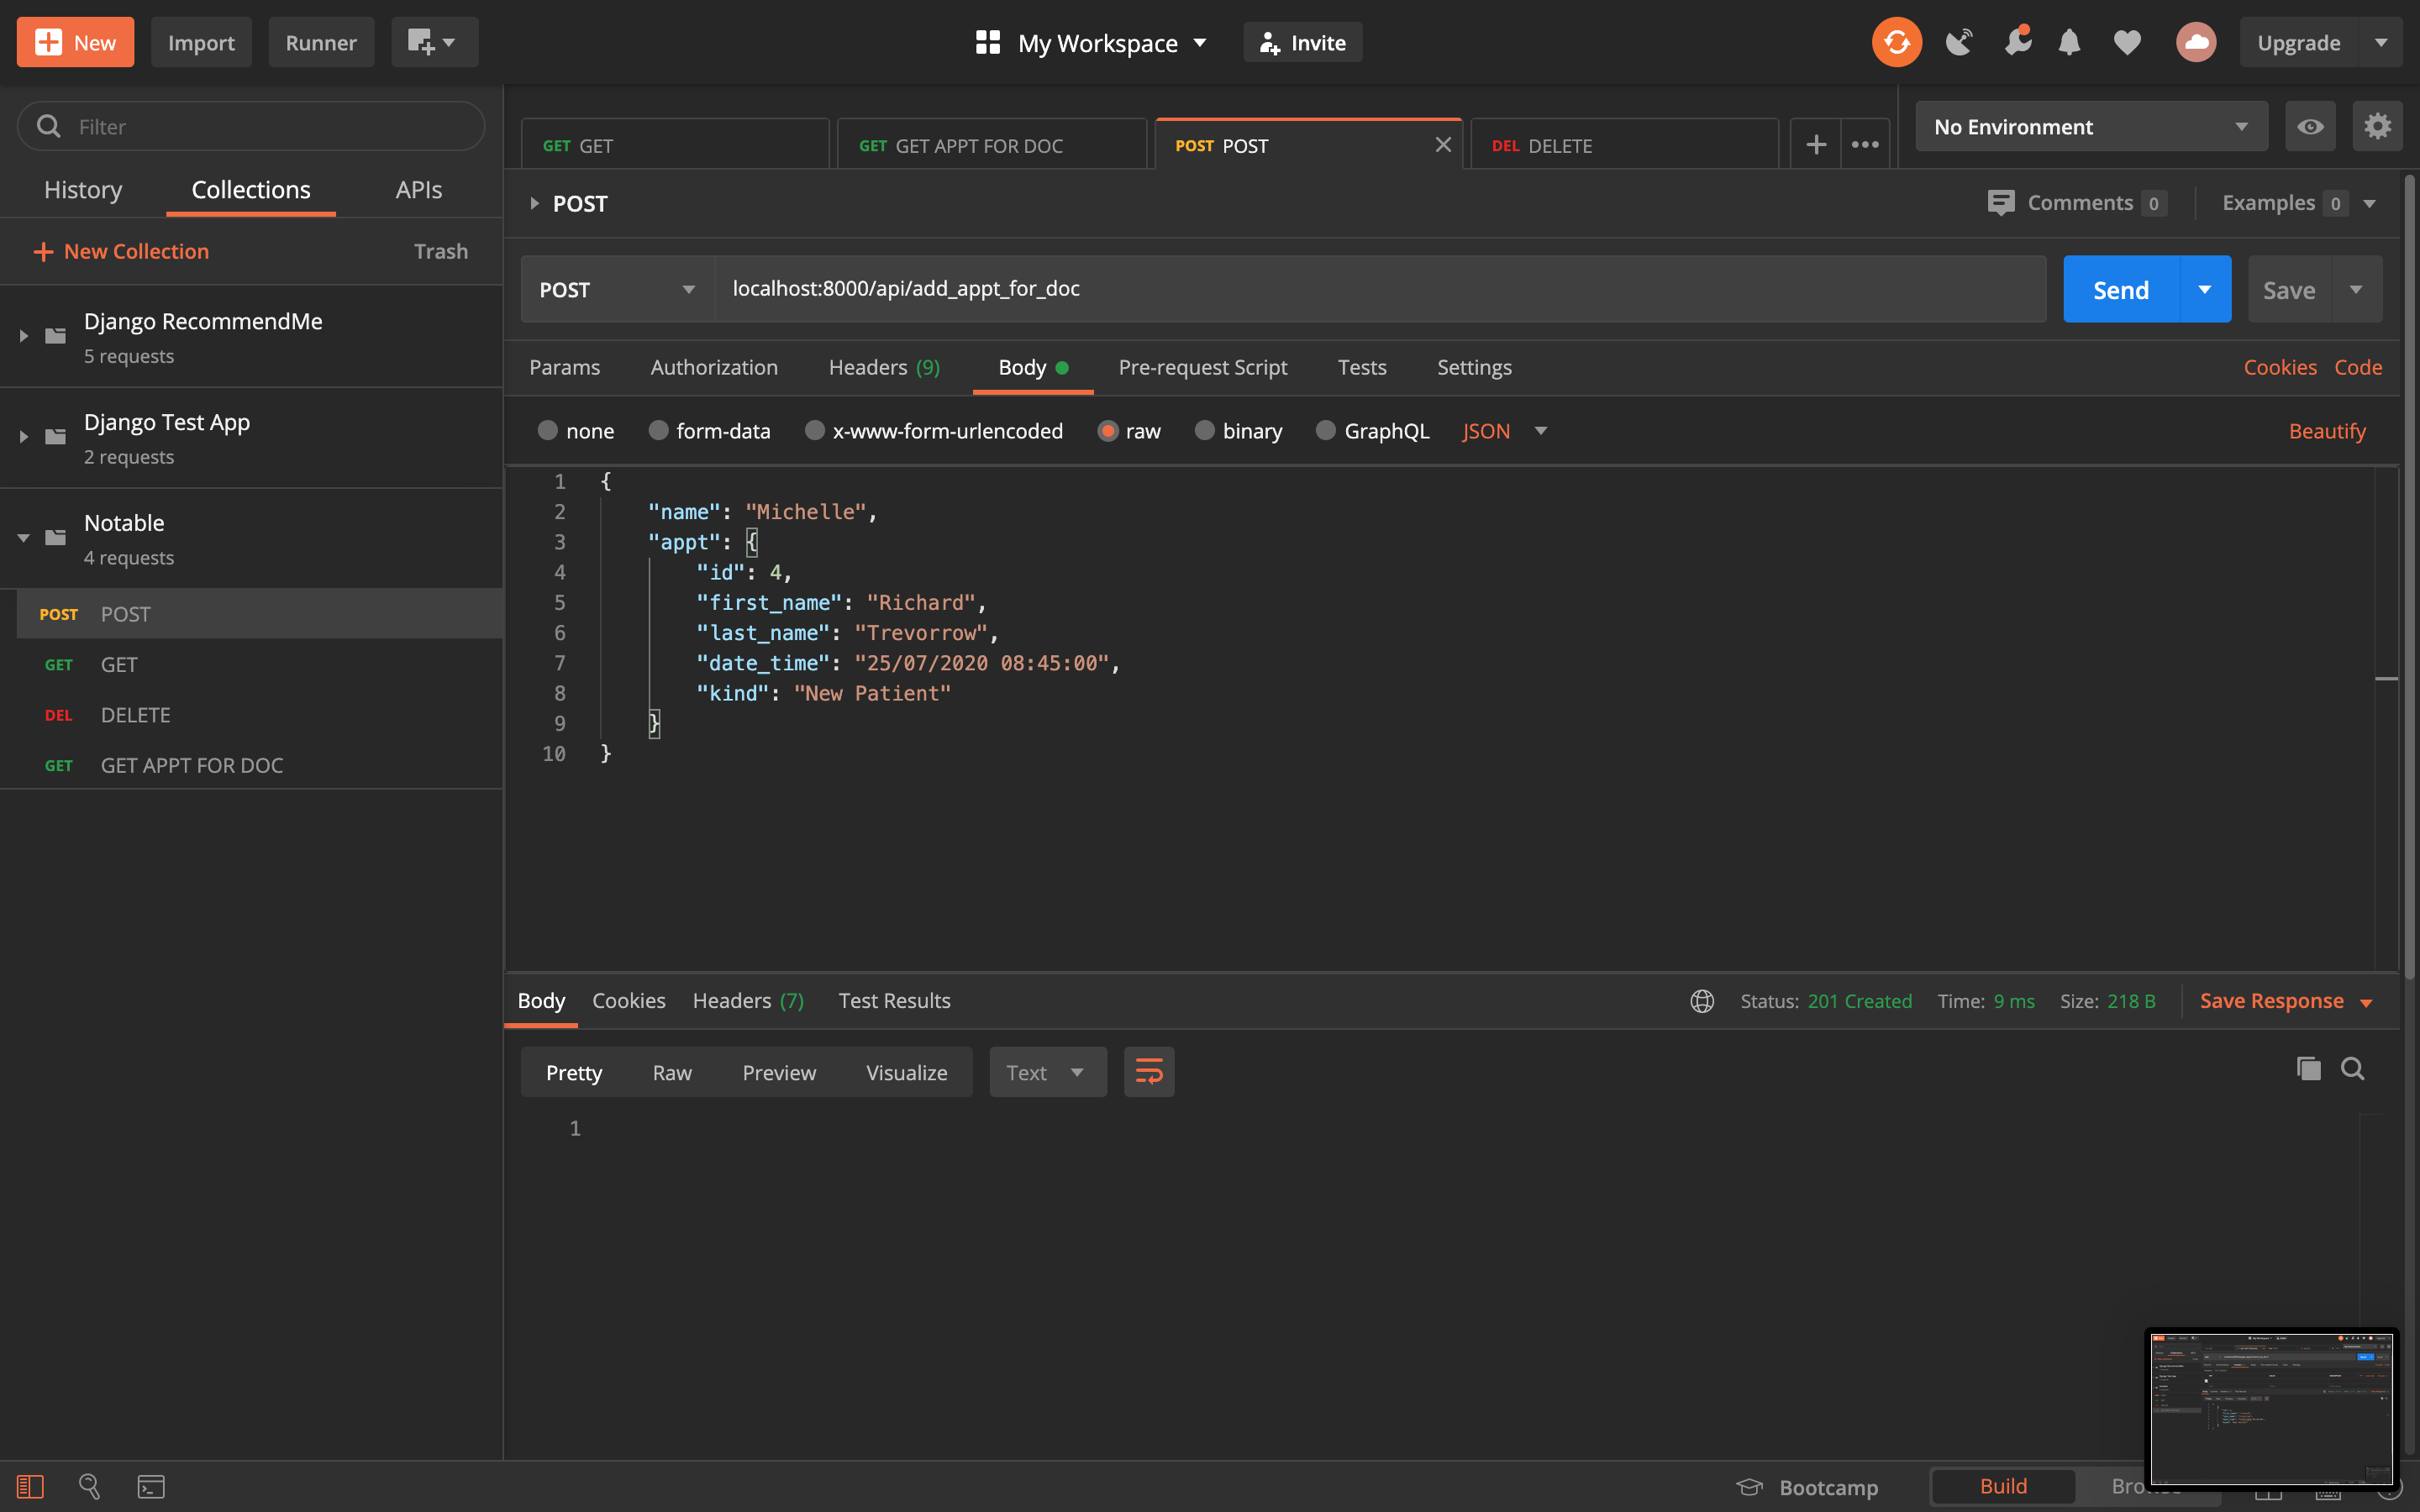 New Import Runner My Workspace Invite Upgrade
Filter
History Collections APIs
New Collection Trash
Django RecommendMe
5 requests
Django Test App
2 requests
Notable
4 requests
POST POST
GET GET
DEL DELETE
GET GET APPT FOR DOC
GET GET GET GET APPT FOR DOC POST POST DEL DELETE No Environment
POST Comments 0 Examples 0
POST localhost:8000/api/add_appt_for_doc Send Save
Params Authorization Headers (9) Body Pre-request Script Tests Settings Cookies Code
none form-data x-www-form-urlencoded raw binary GraphQL JSON Beautify
1 {
2 "name": "Michelle",
3 "appt": {
4 "id": 4,
5 "first_name": "Richard",
6 "last_name": "Trevorrow",
7 "date_time": "25/07/2020 08:45:00",
8 "kind": "New Patient"
9 }
10 }
Body Cookies Headers (7) Test Results Status: 201 Created Time: 9 ms Size: 218 B Save Response
Pretty Raw Preview Visualize Text
1
Bootcamp Build